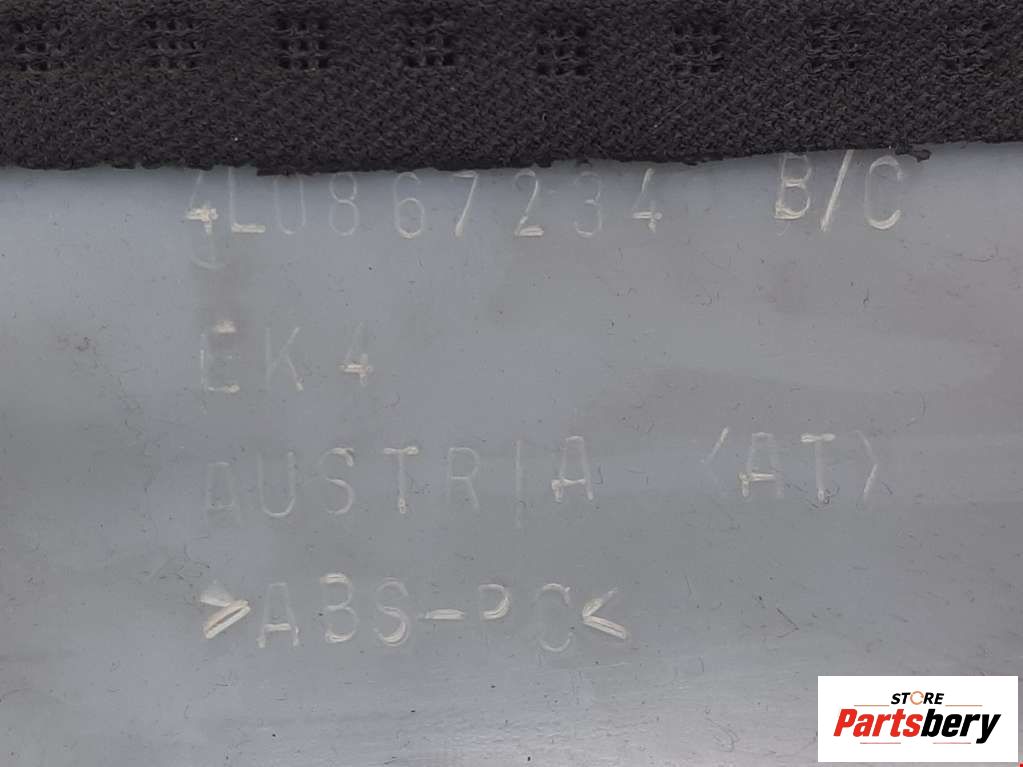 4L0867234 B/C
EK4
AUSTRIA <AT>
>ABS-PC<
STORE
Partsbery